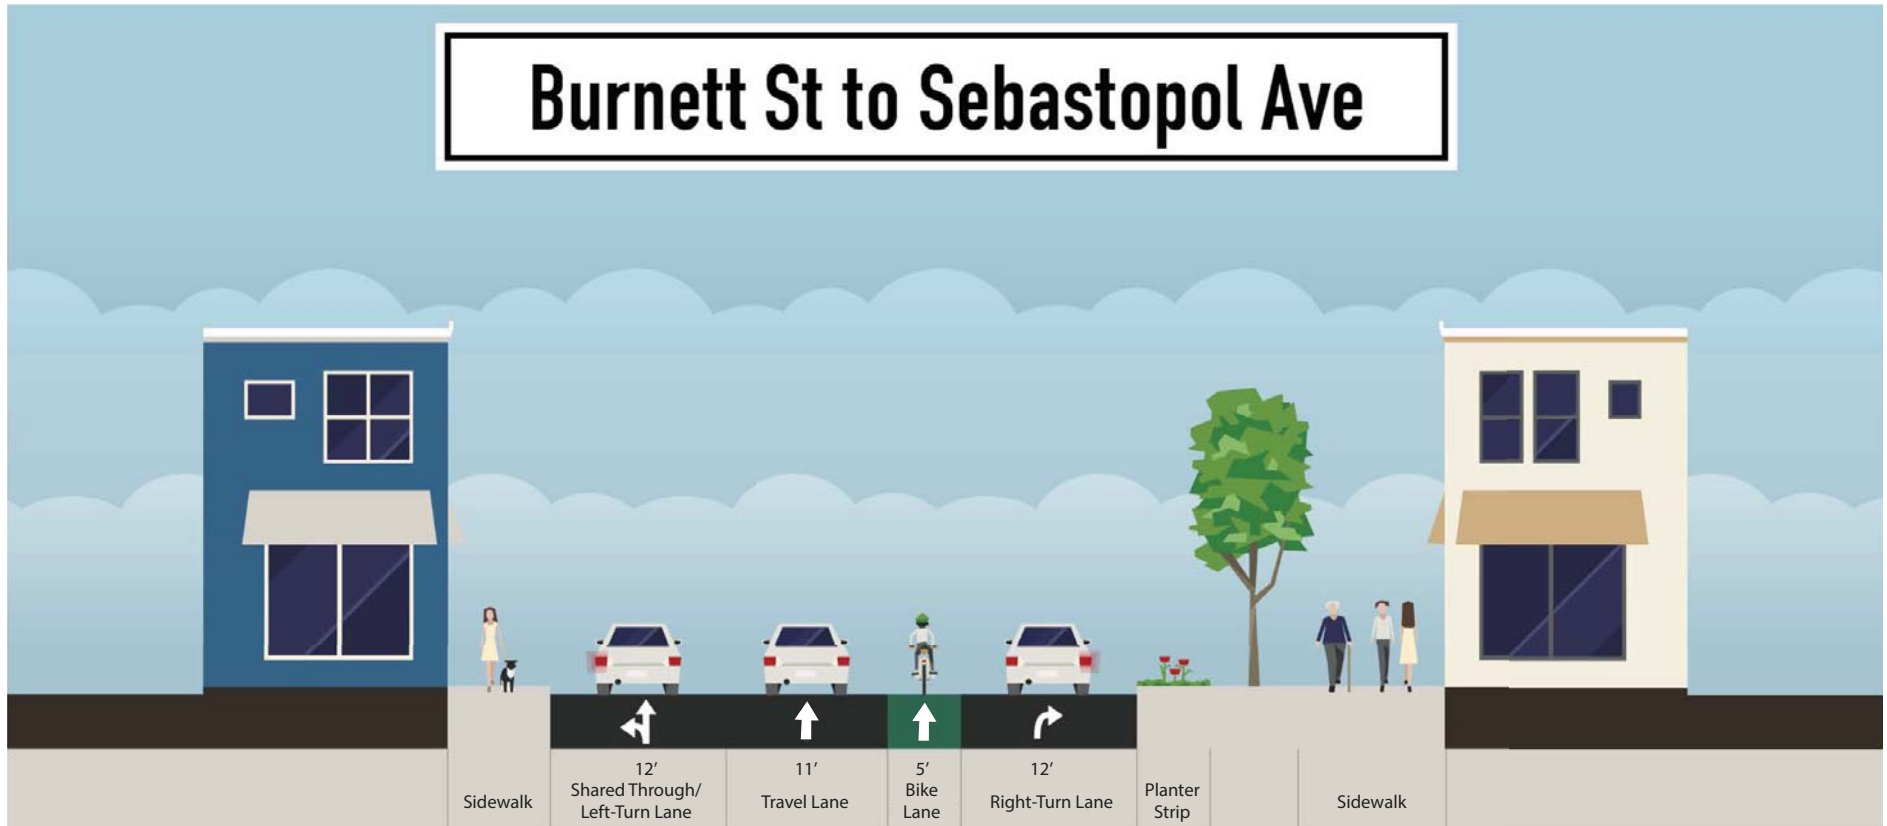 Burnett St to Sebastopol Ave
Sidewalk
12’
Shared Through/
Left-Turn Lane
11’
Travel Lane
5’
Bike
Lane
12’
Right-Turn Lane
Planter
Strip
Sidewalk